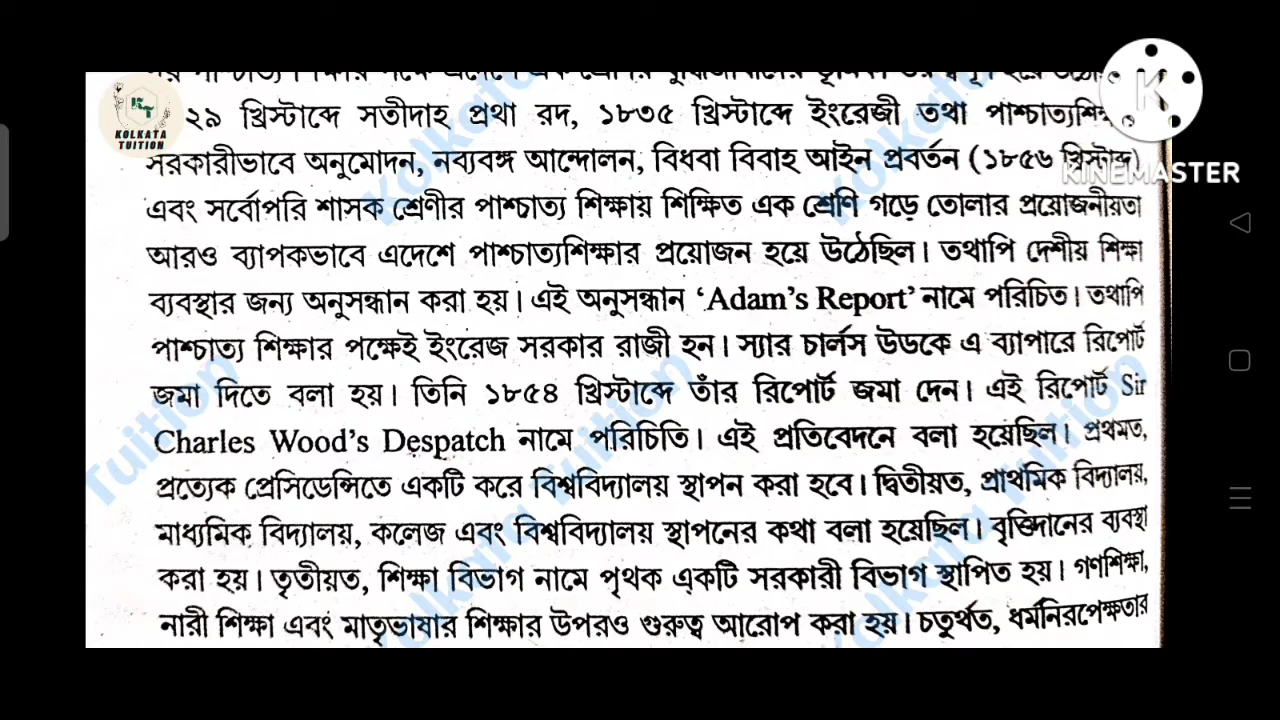 ২৯ খ্রিস্টাব্দে সতীদাহ প্রথা রদ, ১৮৩৫ খ্রিস্টাব্দে ইংরেজী তথা
সরকারীভাবে অনুমোদন, নব্যবঙ্গ আন্দোলন, বিধবা বিবাহ আইন প্রবর্তন (১৮৫৬ খ্রিস্টাব্দ)
এবং সর্বোপরি শাসক শ্রেণীর পাশ্চাত্য শিক্ষায় শিক্ষিত এক শ্রেণি গড়ে তোলার প্রয়োজনীয়তা
আরও ব্যাপকভাবে এদেশে পাশ্চাত্যশিক্ষার প্রয়োজন হয়ে উঠেছিল। তথাপি দেশীয় শিক্ষা
ব্যবস্থার জন্য অনুসন্ধান করা হয়। এই অনুসন্ধান ‘Adam's Report’ নামে পরিচিত। তথাপি
পাশ্চাত্য শিক্ষার পক্ষেই ইংরেজ সরকার রাজী হন। স্যার চার্লস উডকে এ ব্যাপারে রিপোর্ট
জমা দিতে বলা হয়। তিনি ১৮৫৪ খ্রিস্টাব্দে তাঁর রিপোর্ট জমা দেন। এই রিপোর্ট Sir
Charles Wood's Despatch নামে পরিচিতি। এই প্রতিবেদনে বলা হয়েছিল। প্রথমত,
প্রত্যেক প্রেসিডেন্সিতে একটি করে বিশ্ববিদ্যালয় স্থাপন করা হবে। দ্বিতীয়ত, প্রাথমিক বিদ্যালয়,
মাধ্যমিক বিদ্যালয়, কলেজ এবং বিশ্ববিদ্যালয় স্থাপনের কথা বলা হয়েছিল। বৃত্তিদানের ব্যবস্থা
করা হয়। তৃতীয়ত, শিক্ষা বিভাগ নামে পৃথক একটি সরকারী বিভাগ স্থাপিত হয়। গণশিক্ষা,
নারী শিক্ষা এবং মাতৃভাষার শিক্ষার উপরও গুরুত্ব আরোপ করা হয়। চতুর্থত, ধর্মনিরপেক্ষতার
KT
KOLKATA
TUITION
K
KINEMASTER
Kolkata Tuition